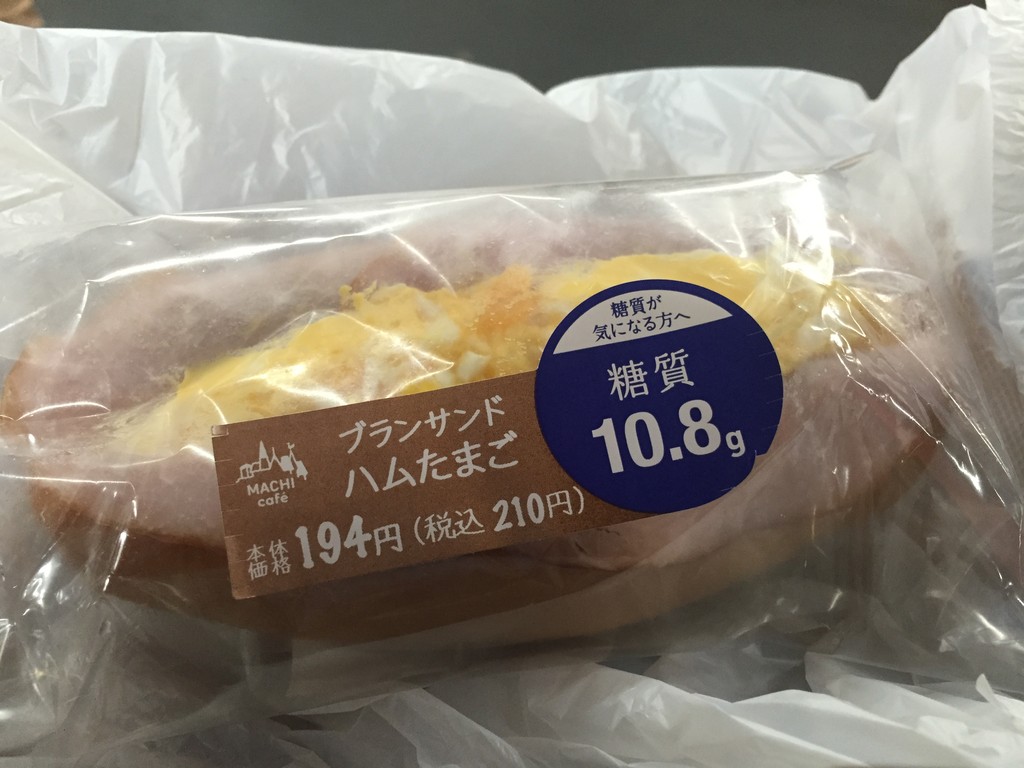 糖質が
気になる方へ
糖質
10.8g
MACHI
café
ブランサンド
ハムたまご
本体
価格 194円(税込 210円)